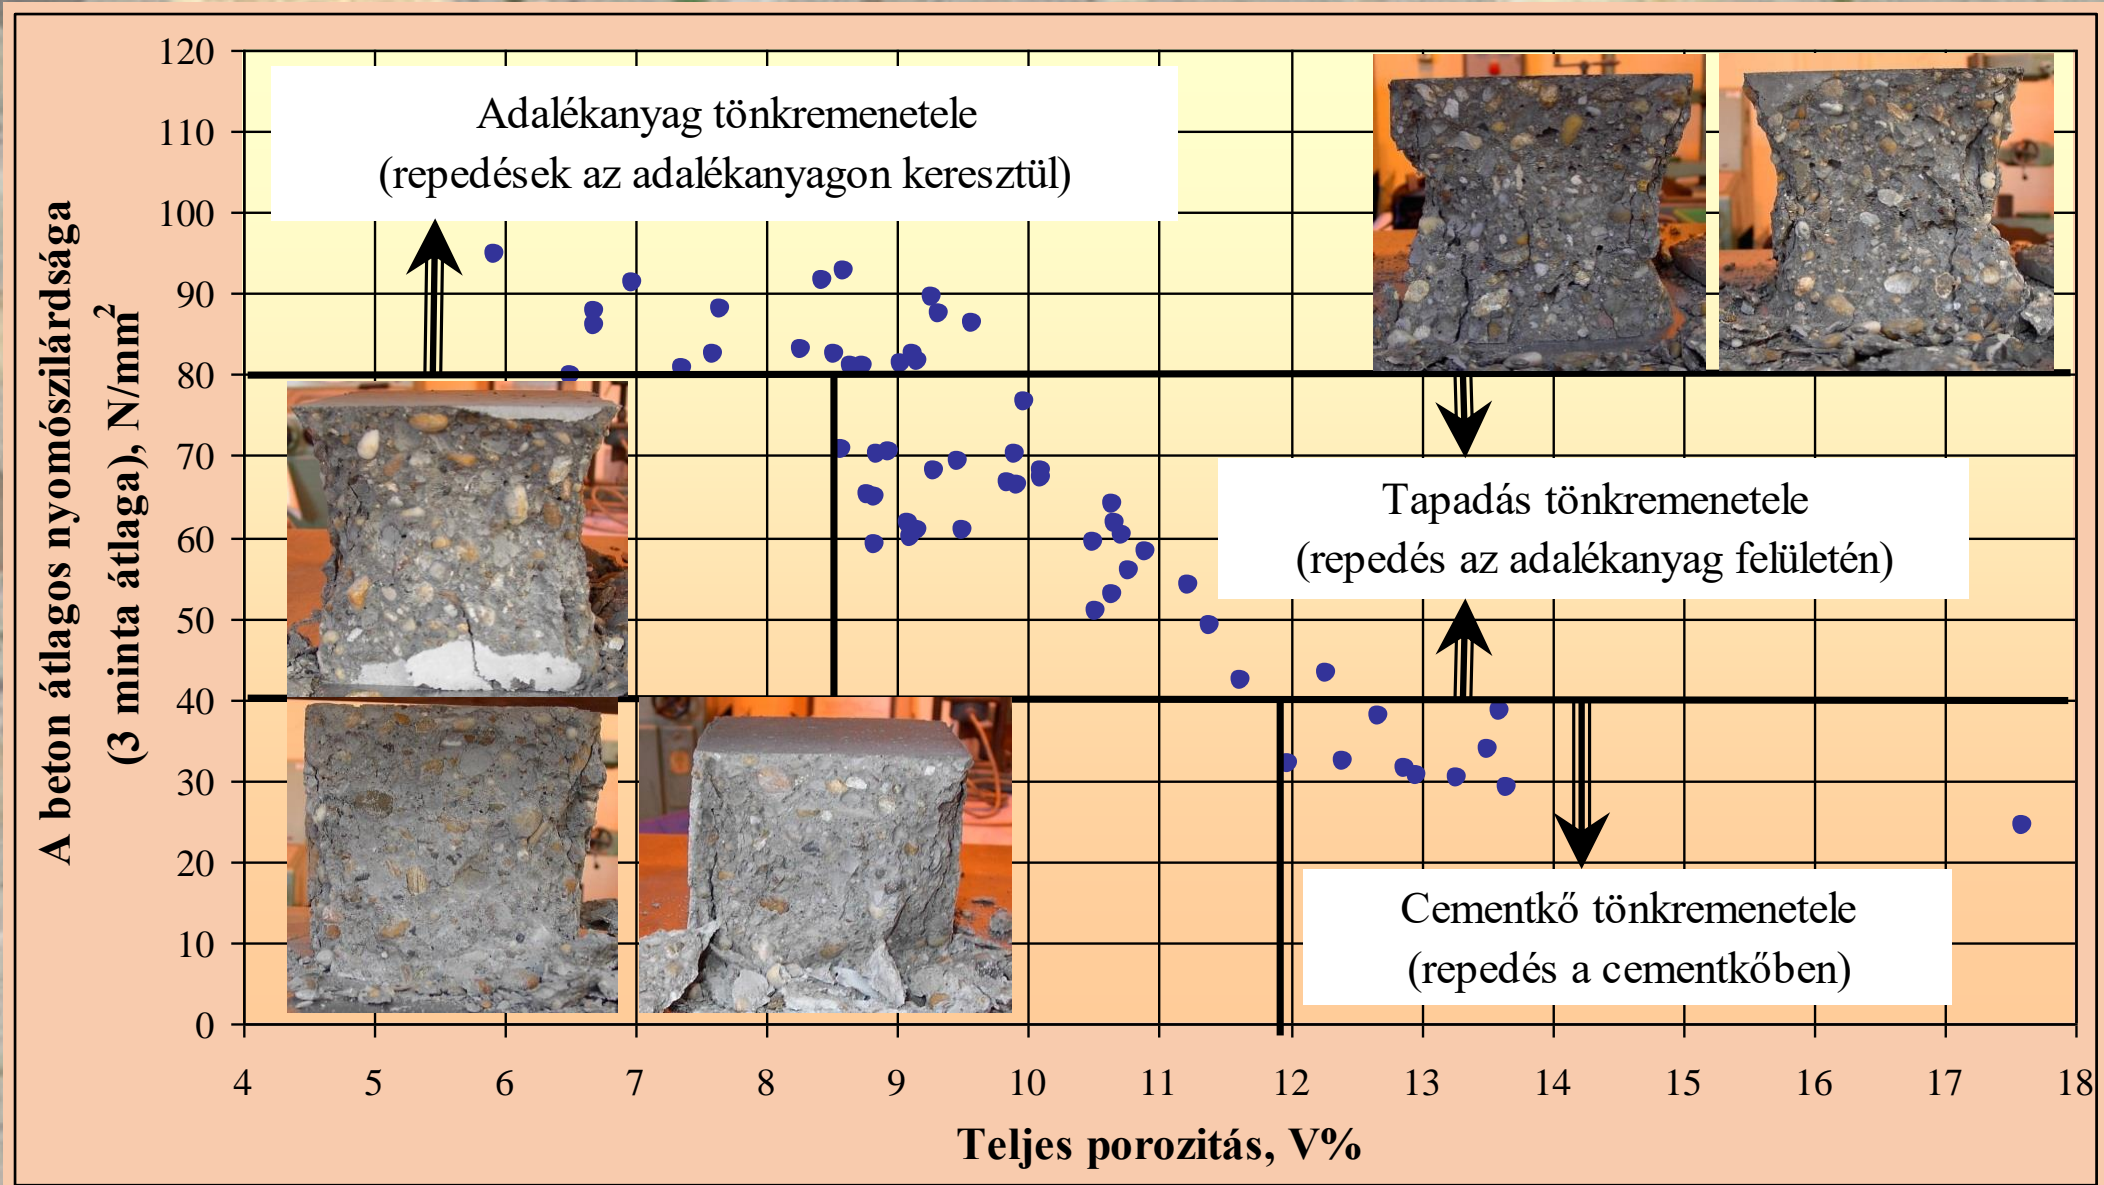 120
110
100
90
80
70
60
50
40
30
20
10
0
A beton átlagos nyomószilárdsága
(3 minta átlaga), N/mm²
Adalékanyag tönkremenetele
(repedések az adalékanyagon keresztül)
Tapadás tönkremenetele
(repedés az adalékanyag felületén)
Cementkő tönkremenetele
(repedés a cementkőben)
4 5 6 7 8 9 10 11 12 13 14 15 16 17 18
Teljes porozitás, V%